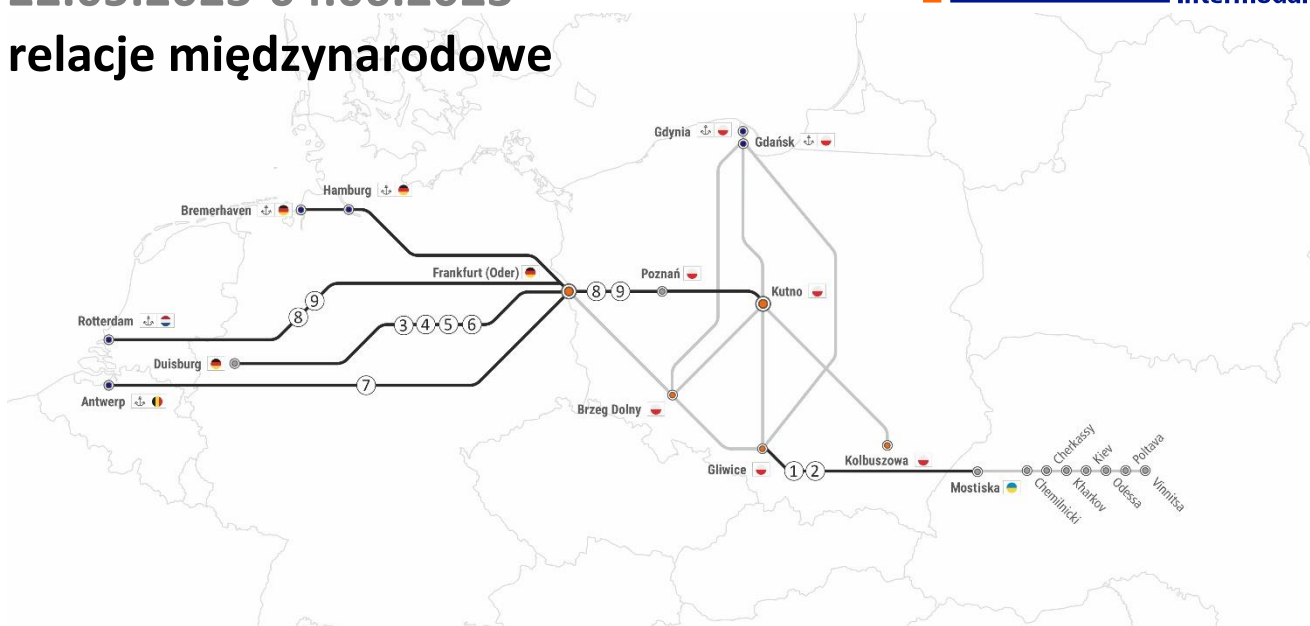 relacje międzynarodowe
Gdynia
Gdańsk
Hamburg
Bremerhaven
Frankfurt (Oder)
Poznań
8 9
Kutno
9
8
Rotterdam
3 4 5 6
Duisburg
7
Antwerp
Brzeg Dolny
Gliwice
1 2
Kolbuszowa
Mostiska
Chemilnicki
Cherkassy
Kharkov
Kiev
Odessa
Poltava
Vinnitsa